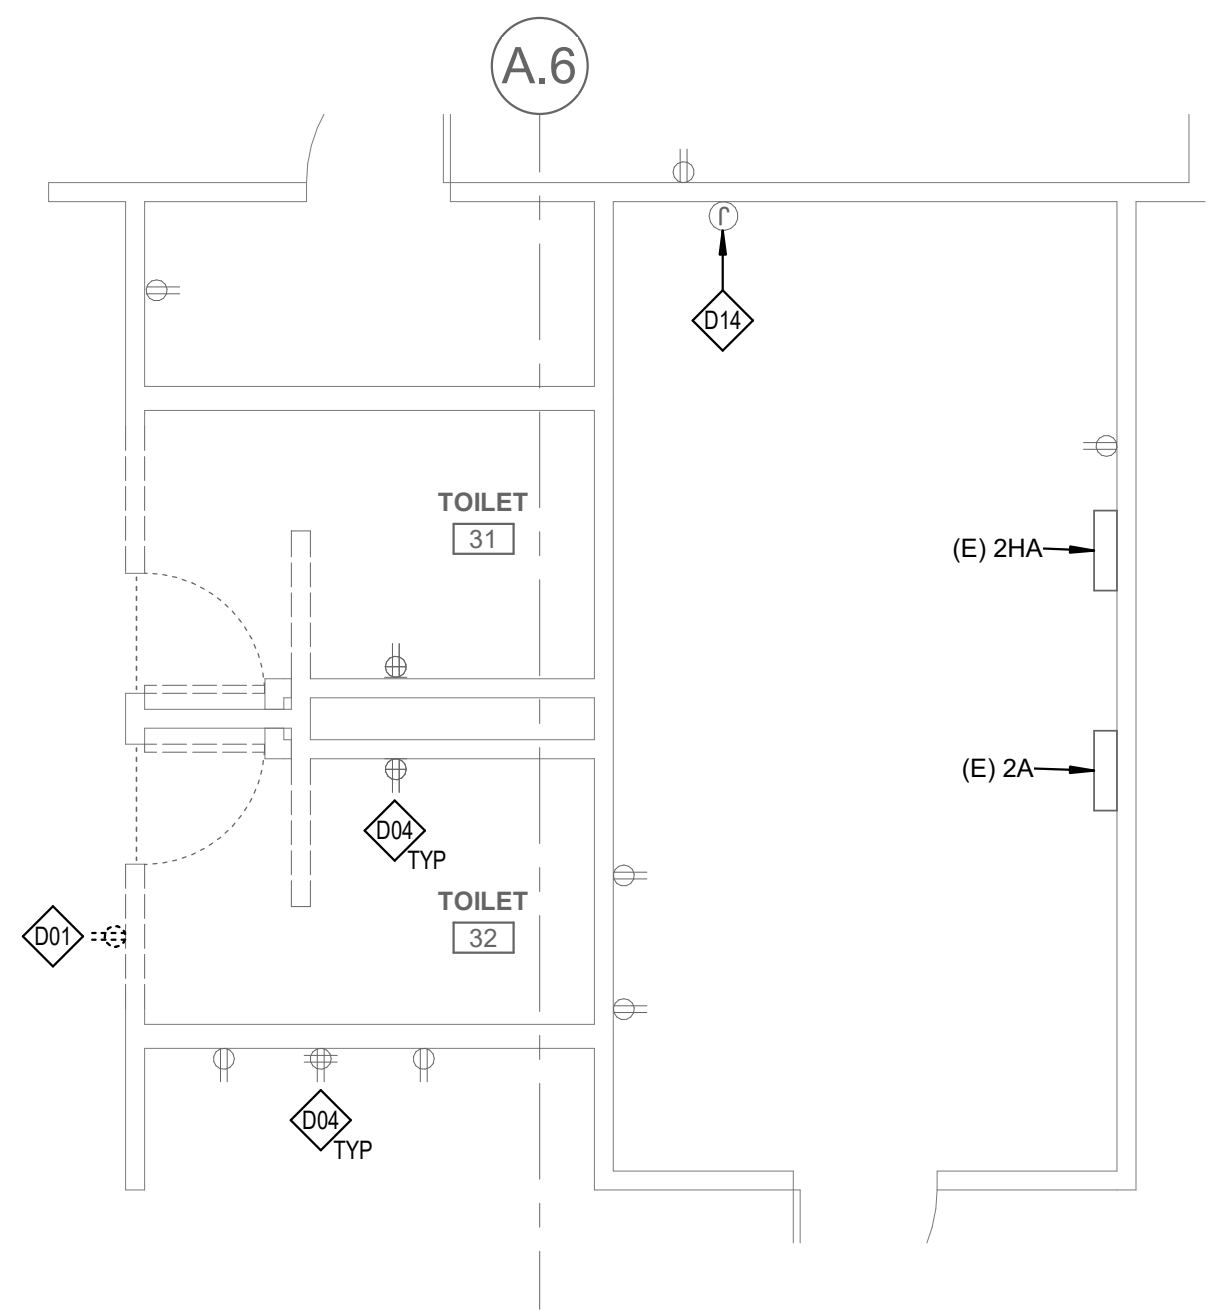 A.6
D14
TOILET
31
(E) 2HA
(E) 2A
D04
TYP
TOILET
32
D01
D04
TYP